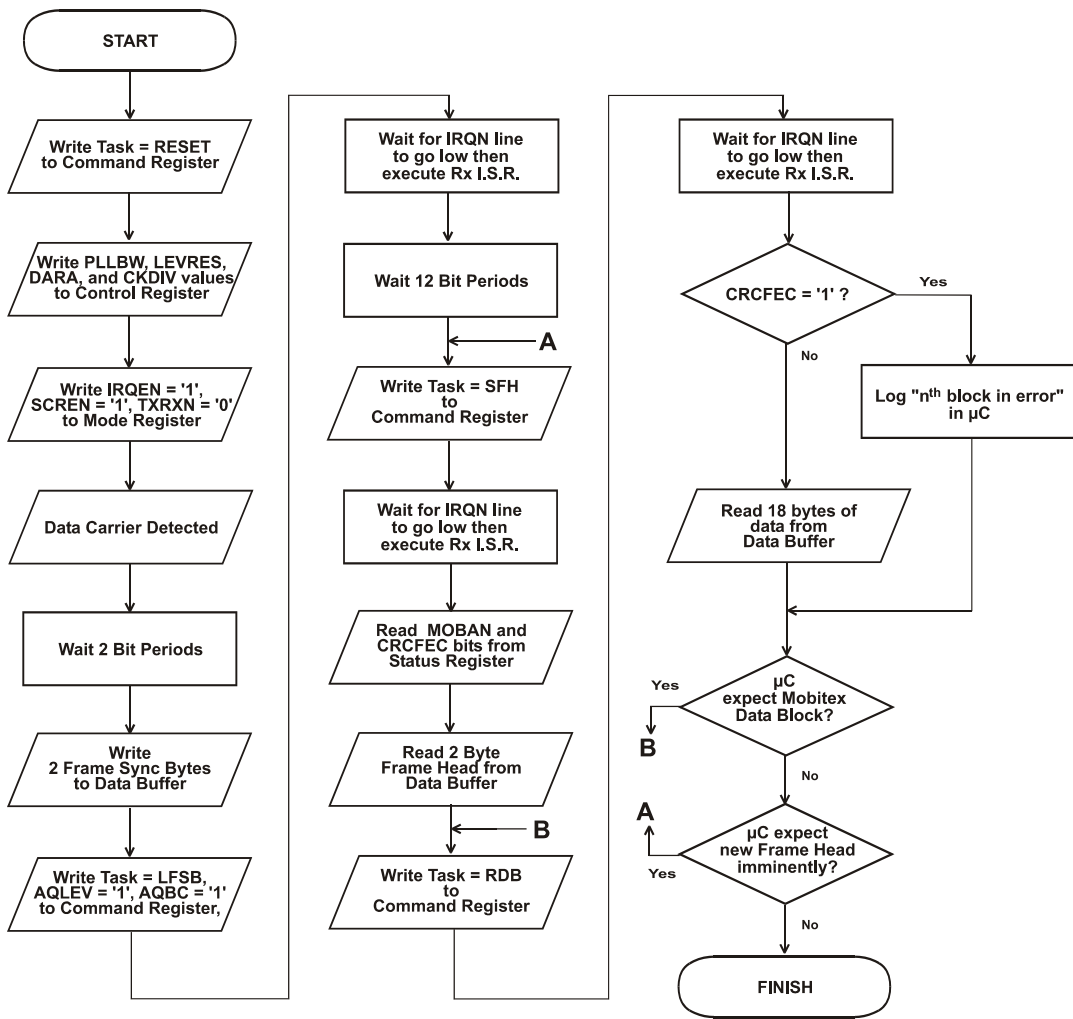 START
Write Task = RESET
to Command Register
Write PLLBW, LEVRES,
DARA, and CKDIV values
to Control Register
Write IRQEN = '1',
SCREN = '1', TXRXN = '0'
to Mode Register
Data Carrier Detected
Wait 2 Bit Periods
Write
2 Frame Sync Bytes
to Data Buffer
Write Task = LFSB,
AQLEV = '1', AQBC = '1'
to Command Register,
Wait for IRQN line
to go low then
execute Rx I.S.R.
Wait 12 Bit Periods
A
Write Task = SFH
to
Command Register
Wait for IRQN line
to go low then
execute Rx I.S.R.
Read MOBAN and
CRCFEC bits from
Status Register
Read 2 Byte
Frame Head from
Data Buffer
B
Write Task = RDB
to
Command Register
Wait for IRQN line
to go low then
execute Rx I.S.R.
CRCFEC = '1' ?
Yes
No
Log "nth block in error"
in µC
Read 18 bytes of
data from
Data Buffer
µC
expect Mobitex
Data Block?
Yes
B
No
A
µC expect
new Frame Head
imminently?
Yes
No
FINISH